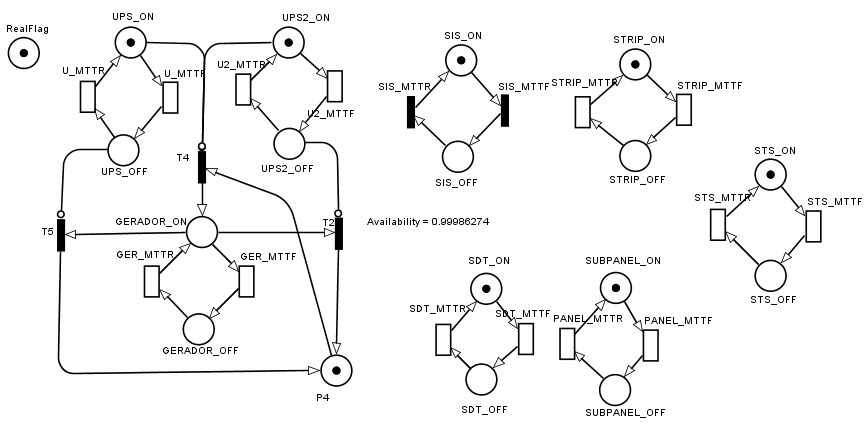 RealFlag
UPS_ON
UPS2_ON
U_MTTR
U_MTTF
U2_MTTR
U2_MTTF
UPS_OFF
UPS2_OFF
T4
T5
GERADOR_ON
T2
GER_MTTR
GER_MTTF
GERADOR_OFF
P4
Availability = 0.99986274
SIS_ON
SIS_MTTR
SIS_MTTF
SIS_OFF
STRIP_ON
STRIP_MTTR
STRIP_MTTF
STRIP_OFF
STS_ON
STS_MTTR
STS_MTTF
STS_OFF
SDT_ON
SDT_MTTR
SDT_MTTF
SDT_OFF
SUBPANEL_ON
PANEL_MTTR
PANEL_MTTF
SUBPANEL_OFF